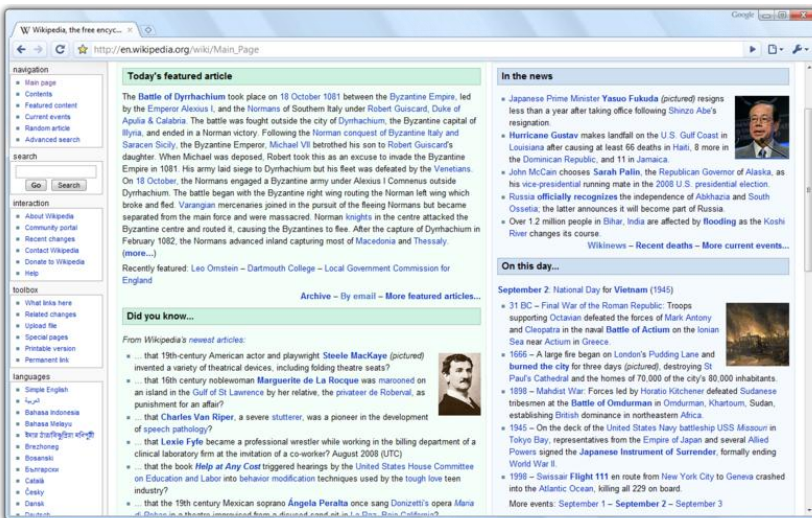 Google
Wikipedia, the free encyc...
http://en.wikipedia.org/wiki/Main_Page
navigation
Main page
Contents
Featured content
Current events
Random article
Advanced search
search
Go Search
interaction
About Wikipedia
Community portal
Recent changes
Contact Wikipedia
Donate to Wikipedia
Help
toolbox
What links here
Related changes
Upload file
Special pages
Printable version
Permanent link
languages
Simple English
العربية
Bahasa Indonesia
Bahasa Melayu
Brezhoneg
Bosanski
Български
Català
Česky
Dansk
Deutsch
Today's featured article
The Battle of Dyrrhachium took place on 18 October 1081 between the Byzantine Empire, led
by the Emperor Alexius I, and the Normans of Southern Italy under Robert Guiscard, Duke of
Apulia & Calabria. The battle was fought outside the city of Dyrrhachium, the Byzantine capital of
Illyria, and ended in a Norman victory. Following the Norman conquest of Byzantine Italy and
Saracen Sicily, the Byzantine Emperor, Michael VII betrothed his son to Robert Guiscard's
daughter. When Michael was deposed, Robert took this as an excuse to invade the Byzantine
Empire in 1081. His army laid siege to Dyrrhachium but his fleet was defeated by the Venetians.
On 18 October, the Normans engaged a Byzantine army under Alexius I Comnenus outside
Dyrrhachium. The battle began with the Byzantine right wing routing the Norman left wing which
broke and fled. Varangian mercenaries joined in the pursuit of the fleeing Normans but became
separated from the main force and were massacred. Norman knights in the centre attacked the
Byzantine centre and routed it, causing the Byzantines to flee. After the capture of Dyrrhachium in
February 1082, the Normans advanced inland capturing most of Macedonia and Thessaly.
(more...)
Recently featured: Leo Ornstein – Dartmouth College – Local Government Commission for
England
Archive – By email – More featured articles...
Did you know...
From Wikipedia's newest articles:
... that 19th-century American actor and playwright Steele MacKaye (pictured)
invented a variety of theatrical devices, including folding theatre seats?
... that 16th century noblewoman Marguerite de La Rocque was marooned on
an island in the Gulf of St Lawrence by her relative, the privateer de Roberval, as
punishment for an affair?
... that Charles Van Riper, a severe stutterer, was a pioneer in the development
of speech pathology?
... that Lexie Fyfe became a professional wrestler while working in the billing department of a
clinical laboratory firm at the invitation of a co-worker? August 2008 (UTC)
... that the book Help at Any Cost triggered hearings by the United States House Committee
on Education and Labor into behavior modification techniques used by the tough love teen
industry?
... that the 19th century Mexican soprano Ángela Peralta once sang Donizetti's opera Maria
di Rohan in a theatre improvised from a disused sand pit in La Paz, Baja California?
In the news
Japanese Prime Minister Yasuo Fukuda (pictured) resigns
less than a year after taking office following Shinzo Abe's
resignation.
Hurricane Gustav makes landfall on the U.S. Gulf Coast in
Louisiana after causing at least 66 deaths in Haiti, 8 more in
the Dominican Republic, and 11 in Jamaica.
John McCain chooses Sarah Palin, the Republican Governor of Alaska, as
his vice-presidential running mate in the 2008 U.S. presidential election.
Russia officially recognizes the independence of Abkhazia and South
Ossetia; the latter announces it will become part of Russia.
Over 1.2 million people in Bihar, India are affected by flooding as the Koshi
River changes its course.
Wikinews – Recent deaths – More current events...
On this day...
September 2: National Day for Vietnam (1945)
31 BC – Final War of the Roman Republic: Troops
supporting Octavian defeated the forces of Mark Antony
and Cleopatra in the naval Battle of Actium on the Ionian
Sea near Actium in Greece.
1666 – A large fire began on London's Pudding Lane and
burned the city for three days (pictured), destroying St
Paul's Cathedral and the homes of 70,000 of the city's 80,000 inhabitants.
1898 – Mahdist War: Forces led by Horatio Kitchener defeated Sudanese
tribesmen at the Battle of Omdurman in Omdurman, Khartoum, Sudan,
establishing British dominance in northeastern Africa.
1945 – On the deck of the United States Navy battleship USS Missouri in
Tokyo Bay, representatives from the Empire of Japan and several Allied
Powers signed the Japanese Instrument of Surrender, formally ending
World War II.
1998 – Swissair Flight 111 en route from New York City to Geneva crashed
into the Atlantic Ocean, killing all 229 on board.
More events: September 1 – September 2 – September 3